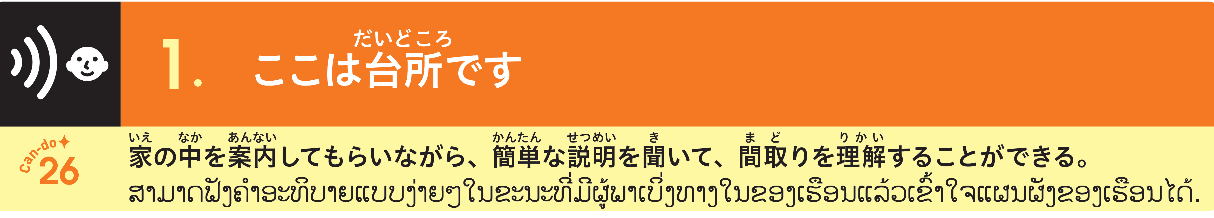 だいどころ
1. ここは台所です
Can-do
26
いえ なか あんない かんたん せつめい き ま ど りかい
家の中を案内してもらいながら、簡単な説明を聞いて、間取りを理解することができる。
ສາມາດຟັງຄຳອະທິບາຍແບບງ່າຍໆໃນຂະນະທີ່ມີຜູ້ພາເບິ່ງທາງໃນຂອງເຮືອນແລ້ວເຂົ້າໃຈແຜນຜັງຂອງເຮືອນໄດ້.